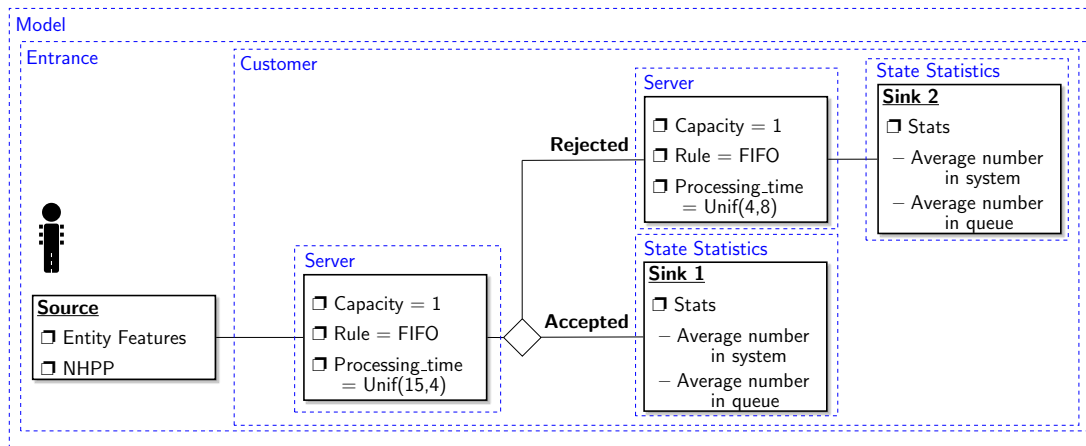 Model
Entrance
Customer
Source
❐ Entity Features
❐ NHPP
Server
❐ Capacity = 1
❐ Rule = FIFO
❐ Processing_time
= Unif(15,4)
Rejected
Accepted
Server
❐ Capacity = 1
❐ Rule = FIFO
❐ Processing_time
= Unif(4,8)
State Statistics
Sink 2
❐ Stats
– Average number
in system
– Average number
in queue
State Statistics
Sink 1
❐ Stats
– Average number
in system
– Average number
in queue